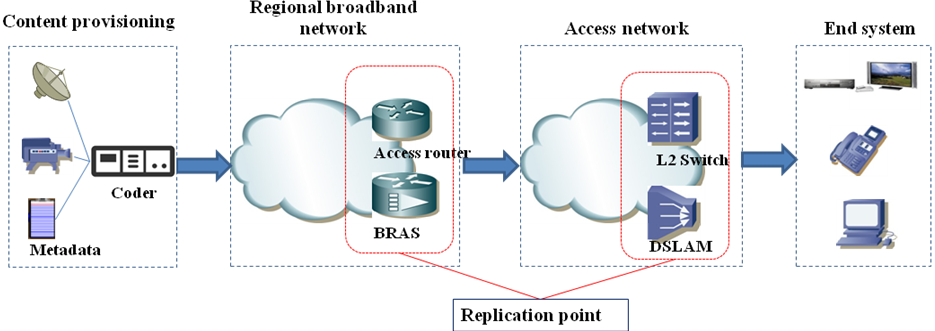 Content provisioning
Regional broadband
network
Access network
End system
Access router
L2 Switch
Coder
BRAS
Metadata
DSLAM
Replication point